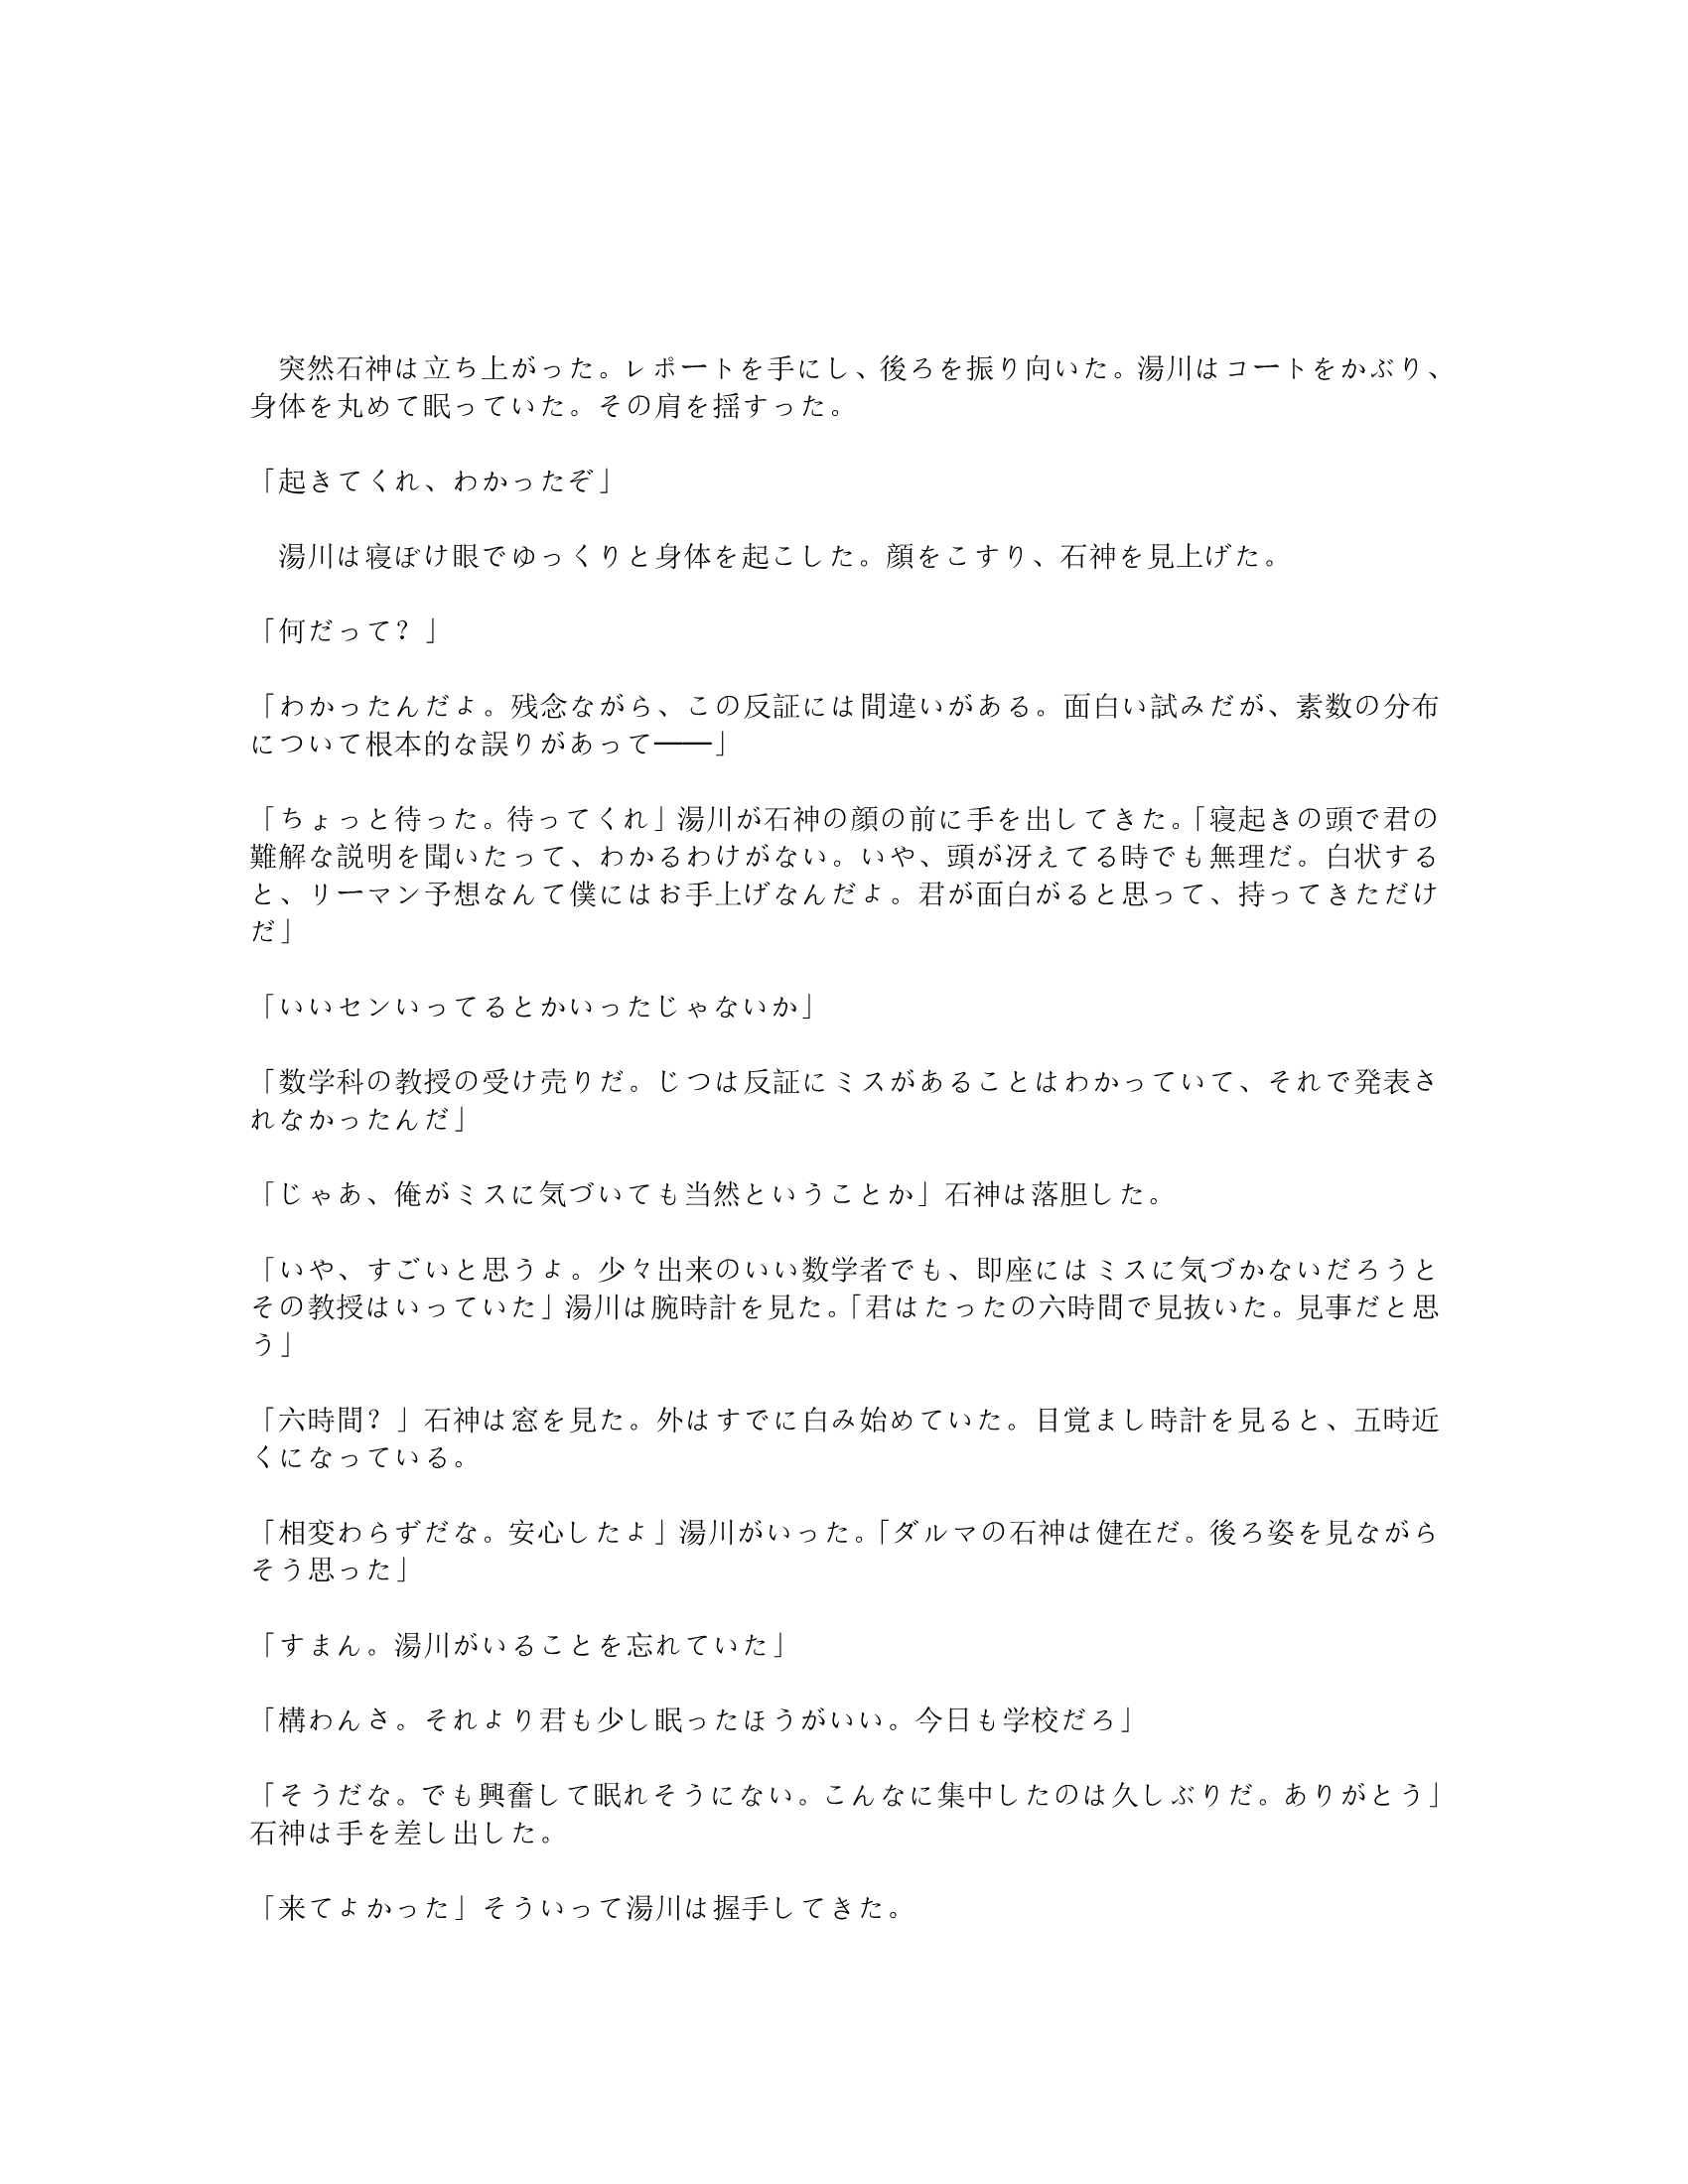 突然石神は立ち上がった。レポートを手にし、後ろを振り向いた。湯川はコートをかぶり、
身体を丸めて眠っていた。その肩を揺すった。
「起きてくれ、わかったぞ」
　湯川は寝ぼけ眼でゆっくりと身体を起こした。顔をこすり、石神を見上げた。
「何だって？」
「わかったんだよ。残念ながら、この反証には間違いがある。面白い試みだが、素数の分布
について根本的な誤りがあって――」
「ちょっと待った。待ってくれ」湯川が石神の顔の前に手を出してきた。「寝起きの頭で君の
難解な説明を聞いたって、わかるわけがない。いや、頭が冴えてる時でも無理だ。白状する
と、リーマン予想なんて僕にはお手上げなんだよ。君が面白がると思って、持ってきただけ
だ」
「いいセンいってるとかいったじゃないか」
「数学科の教授の受け売りだ。じつは反証にミスがあることはわかっていて、それで発表さ
れなかったんだ」
「じゃあ、俺がミスに気づいても当然ということか」石神は落胆した。
「いや、すごいと思うよ。少々出来のいい数学者でも、即座にはミスに気づかないだろうと
その教授はいっていた」湯川は腕時計を見た。「君はたったの六時間で見抜いた。見事だと思
う」
「六時間？」石神は窓を見た。外はすでに白み始めていた。目覚まし時計を見ると、五時近
くになっている。
「相変わらずだな。安心したよ」湯川がいった。「ダルマの石神は健在だ。後ろ姿を見ながら
そう思った」
「すまん。湯川がいることを忘れていた」
「構わんさ。それより君も少し眠ったほうがいい。今日も学校だろ」
「そうだな。でも興奮して眠れそうにない。こんなに集中したのは久しぶりだ。ありがとう」
石神は手を差し出した。
「来てよかった」そういって湯川は握手してきた。